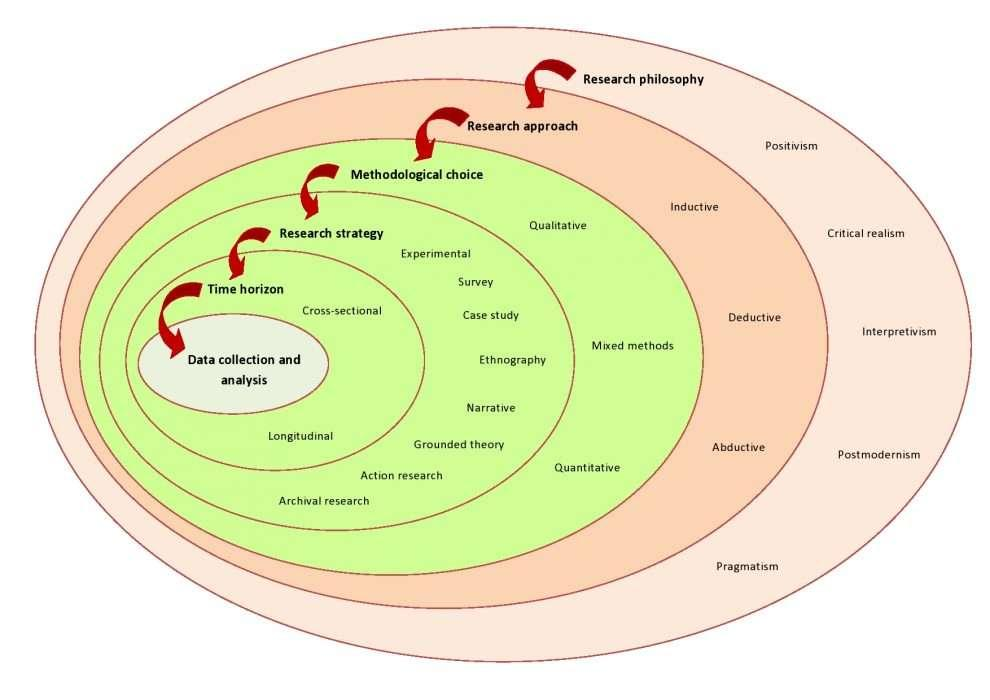 Research philosophy
Positivism
Critical realism
Interpretivism
Postmodernism
Pragmatism
Research approach
Inductive
Deductive
Abductive
Methodological choice
Qualitative
Mixed methods
Quantitative
Research strategy
Experimental
Survey
Case study
Ethnography
Narrative
Grounded theory
Action research
Archival research
Time horizon
Cross-sectional
Longitudinal
Data collection and
analysis